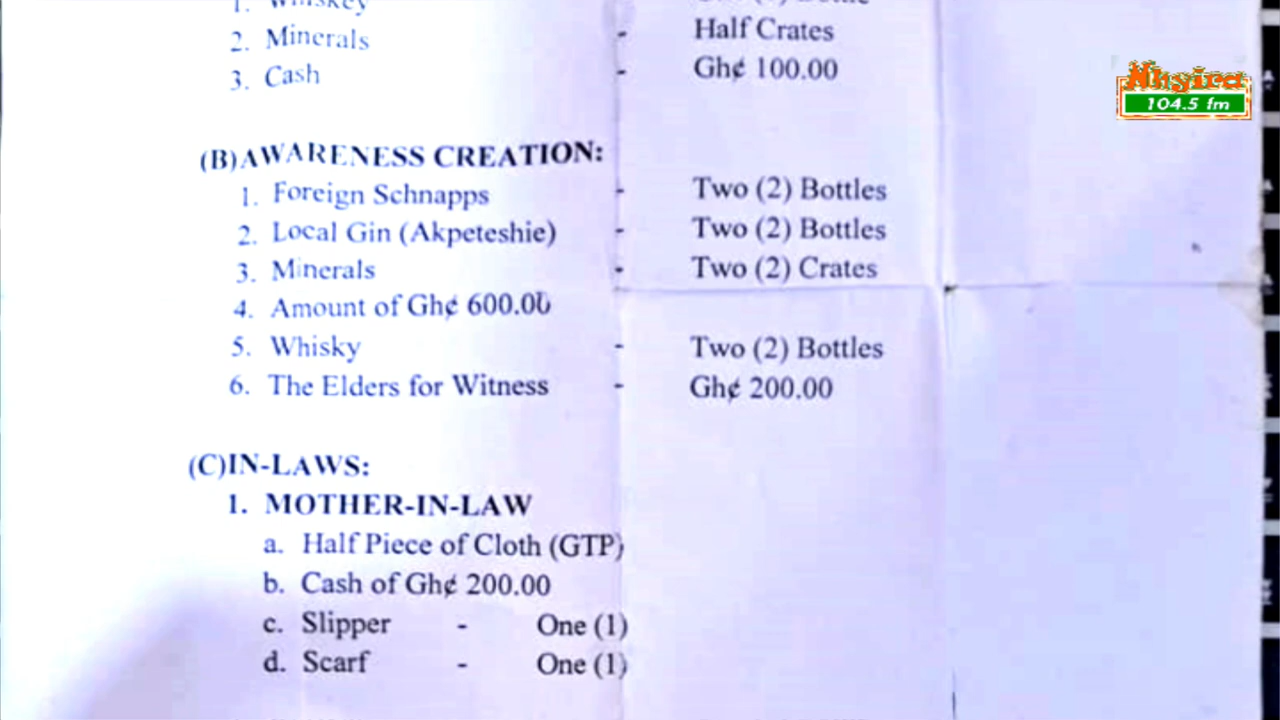 1. Whiskey
2. Minerals - Half Crates
3. Cash - Gh¢ 100.00
Nhyira
104.5 fm
(B)AWARENESS CREATION:
1. Foreign Schnapps - Two (2) Bottles
2. Local Gin (Akpeteshie) - Two (2) Bottles
3. Minerals - Two (2) Crates
4. Amount of Gh¢ 600.00
5. Whisky - Two (2) Bottles
6. The Elders for Witness - Gh¢ 200.00
(C)IN-LAWS:
1. MOTHER-IN-LAW
a. Half Piece of Cloth (GTP)
b. Cash of Gh¢ 200.00
c. Slipper - One (1)
d. Scarf - One (1)